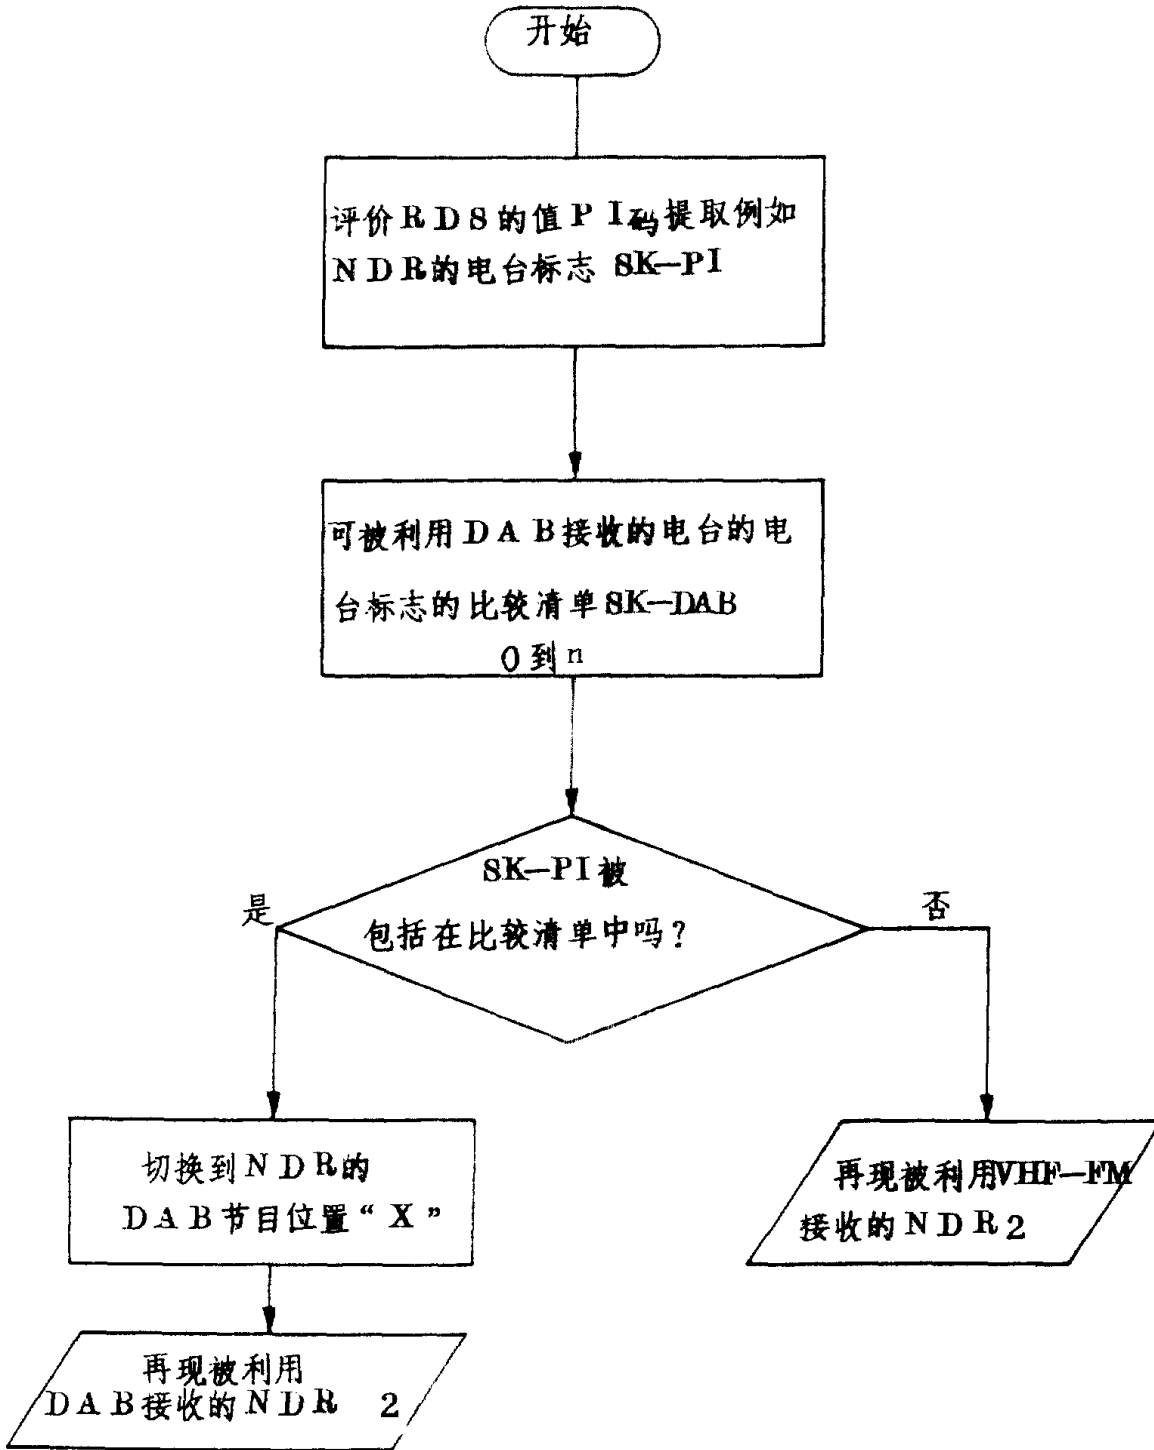 开始
评价RDS的值PI码提取例如
NDR的电台标志 SK-PI
可被利用DAB接收的电台的电
台标志的比较清单SK-DAB
0到n
SK-PI被
包括在比较清单中吗?
是
否
切换到NDR的
DAB节目位置“X”
再现被利用VHF-FM
接收的NDR2
再现被利用
DAB接收的NDR 2